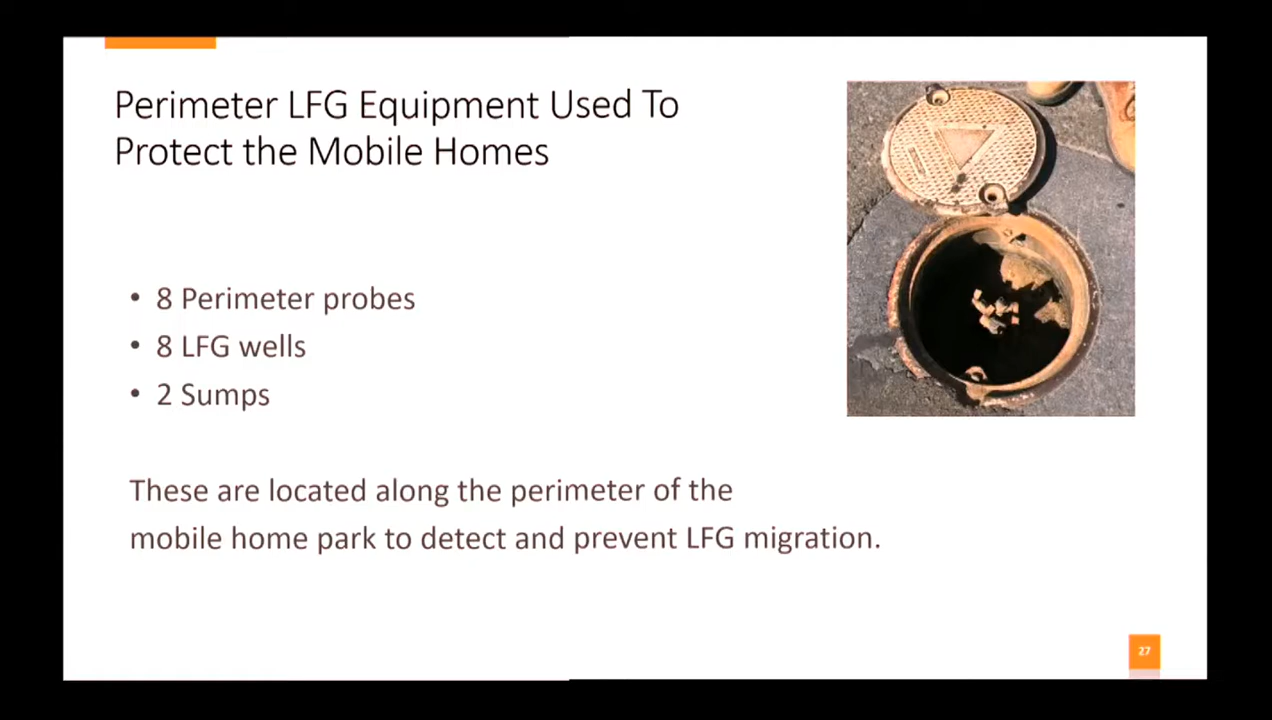 Perimeter LFG Equipment Used To
Protect the Mobile Homes
• 8 Perimeter probes
• 8 LFG wells
• 2 Sumps
These are located along the perimeter of the
mobile home park to detect and prevent LFG migration.
27